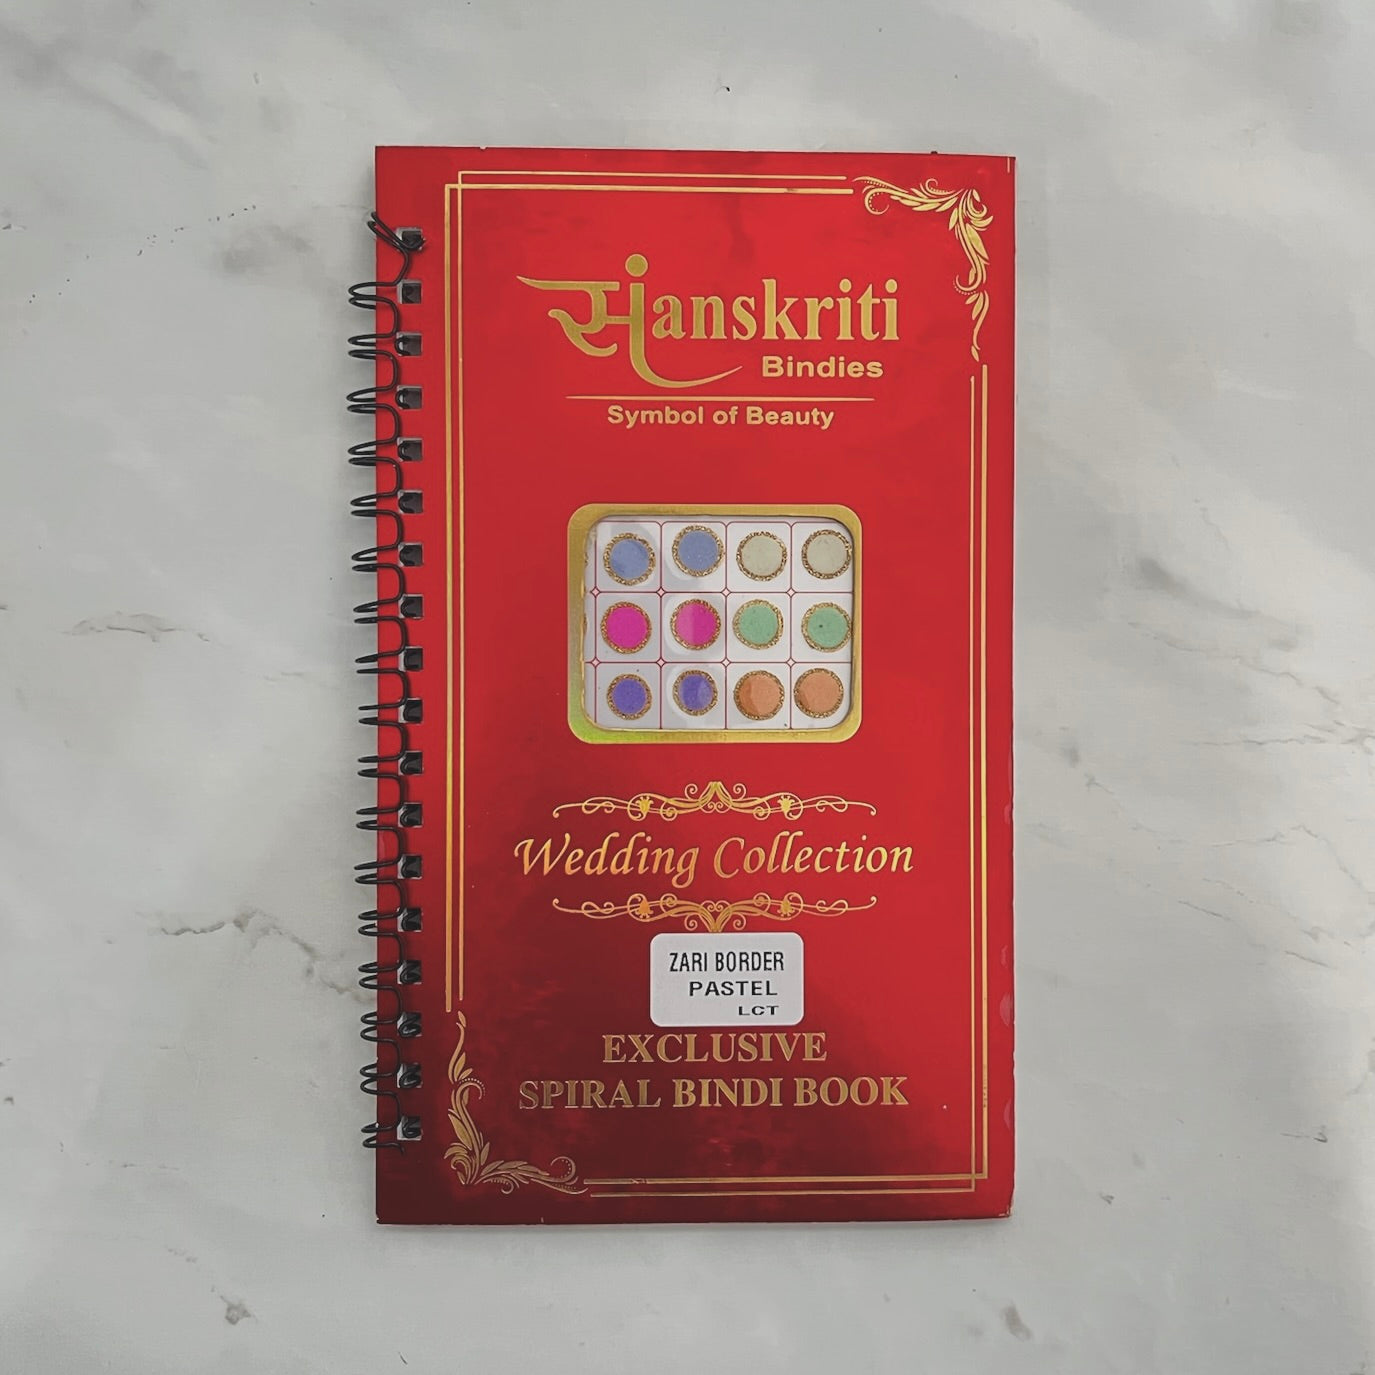 सांanskriti
Bindies
Symbol of Beauty
Wedding Collection
ZARI BORDER
PASTEL
LCT
EXCLUSIVE
SPIRAL BINDI BOOK